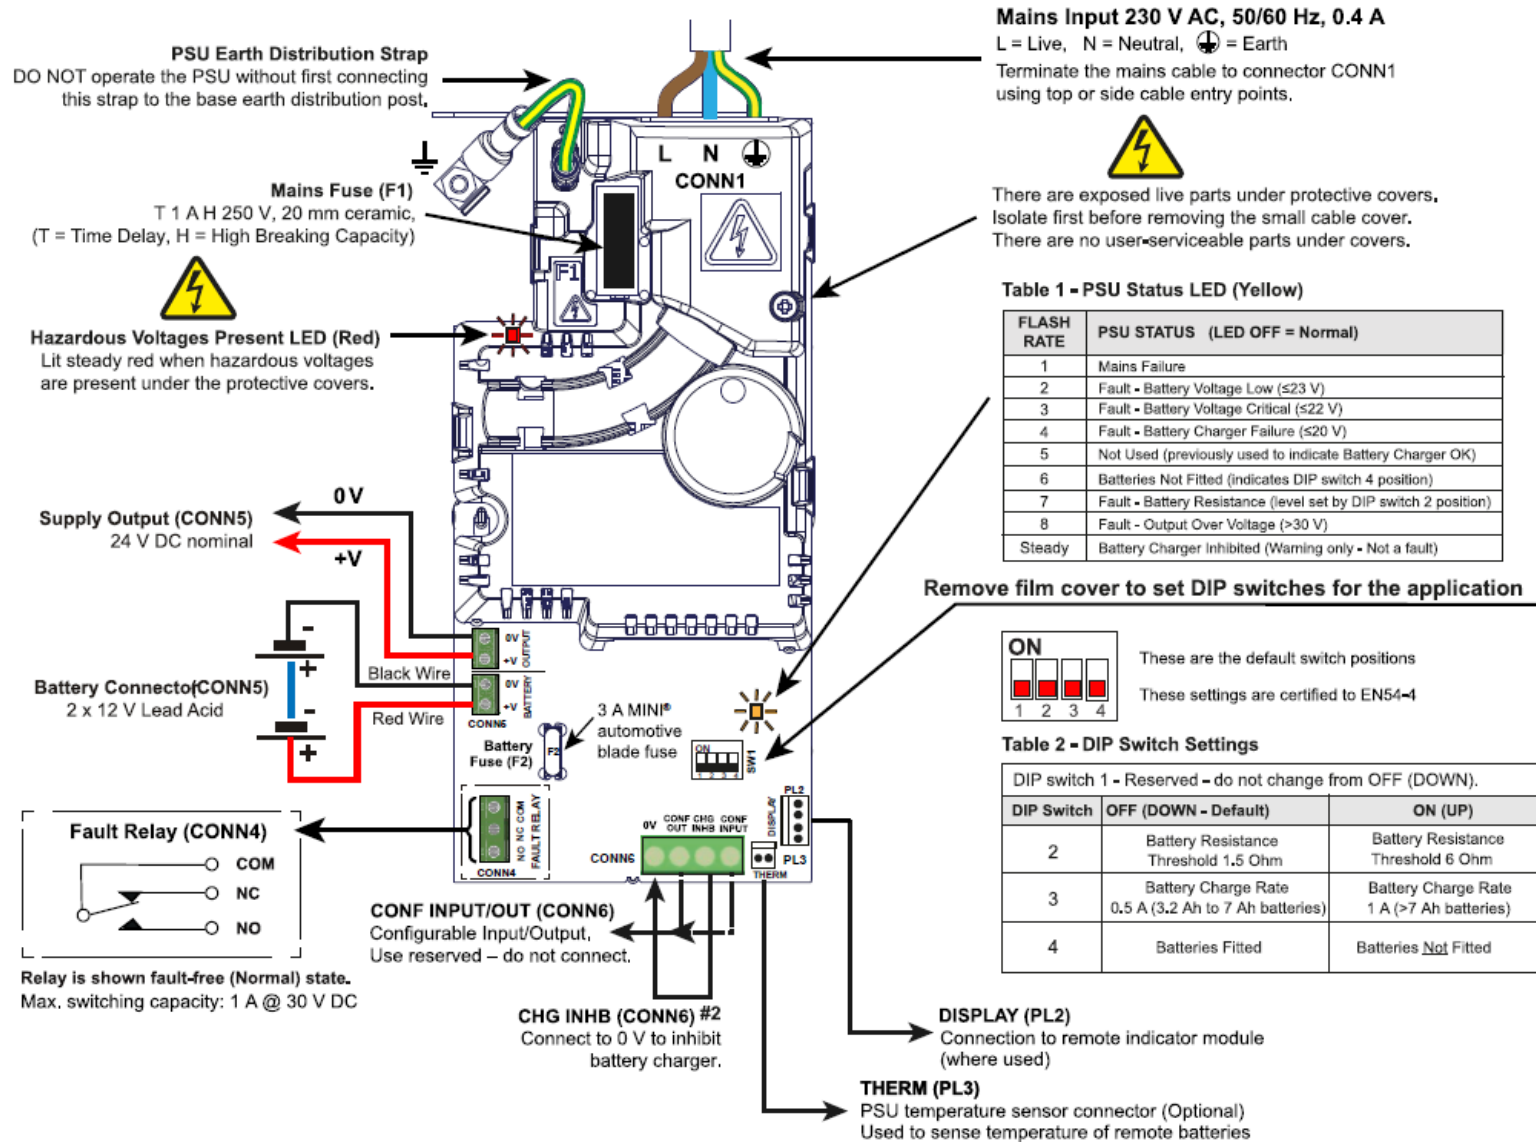 PSU Earth Distribution Strap
DO NOT operate the PSU without first connecting
this strap to the base earth distribution post.
Mains Input 230 V AC, 50/60 Hz, 0.4 A
L = Live, N = Neutral, = Earth
Terminate the mains cable to connector CONN1
using top or side cable entry points.
L N
CONN1
Mains Fuse (F1)
T 1 A H 250 V, 20 mm ceramic,
(T = Time Delay, H = High Breaking Capacity)
F1
There are exposed live parts under protective covers.
Isolate first before removing the small cable cover.
There are no user-serviceable parts under covers.
Hazardous Voltages Present LED (Red)
Lit steady red when hazardous voltages
are present under the protective covers.
Table 1 - PSU Status LED (Yellow)
FLASH RATE PSU STATUS (LED OFF = Normal)
1 Mains Failure
2 Fault - Battery Voltage Low (≤23 V)
3 Fault - Battery Voltage Critical (≤22 V)
4 Fault - Battery Charger Failure (≤20 V)
5 Not Used (previously used to indicate Battery Charger OK)
6 Batteries Not Fitted (indicates DIP switch 4 position)
7 Fault - Battery Resistance (level set by DIP switch 2 position)
8 Fault - Output Over Voltage (>30 V)
Steady Battery Charger Inhibited (Warning only - Not a fault)
0 V
Supply Output (CONN5)
24 V DC nominal
+V
Remove film cover to set DIP switches for the application
ON
1 2 3 4
These are the default switch positions
These settings are certified to EN54-4
0V
+V
OUTPUT
Black Wire
0V
+V
BATTERY
Red Wire
CONN5
- +
- +
Battery Connector(CONN5)
2 x 12 V Lead Acid
Battery
Fuse (F2)
F2
3 A MINI®
automotive
blade fuse
ON
1 2 3 4
SW1
Table 2 - DIP Switch Settings
DIP switch 1 - Reserved – do not change from OFF (DOWN).
DIP Switch OFF (DOWN - Default) ON (UP)
2 Battery Resistance Threshold 1.5 Ohm Battery Resistance Threshold 6 Ohm
3 Battery Charge Rate 0.5 A (3.2 Ah to 7 Ah batteries) Battery Charge Rate 1 A (>7 Ah batteries)
4 Batteries Fitted Batteries Not Fitted
Fault Relay (CONN4)
COM
NC
NO
Relay is shown fault-free (Normal) state.
Max. switching capacity: 1 A @ 30 V DC
NO NC COM
FAULT RELAY
CONN4
0V CONF OUT CHG INHB CONF INPUT
CONN6
PL2
DISPLAY
PL3
THERM
CONF INPUT/OUT (CONN6)
Configurable Input/Output,
Use reserved – do not connect.
CHG INHB (CONN6) #2
Connect to 0 V to inhibit
battery charger.
DISPLAY (PL2)
Connection to remote indicator module
(where used)
THERM (PL3)
PSU temperature sensor connector (Optional)
Used to sense temperature of remote batteries